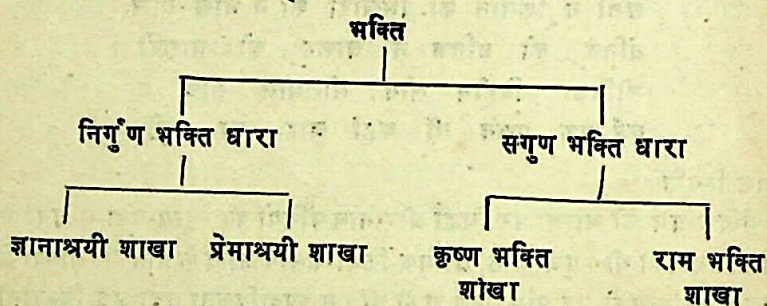 भक्ति
निर्गुण भक्ति धारा
सगुण भक्ति धारा
ज्ञानाश्रयी शाखा
प्रेमाश्रयी शाखा
कृष्ण भक्ति
शाखा
राम भक्ति
शाखा